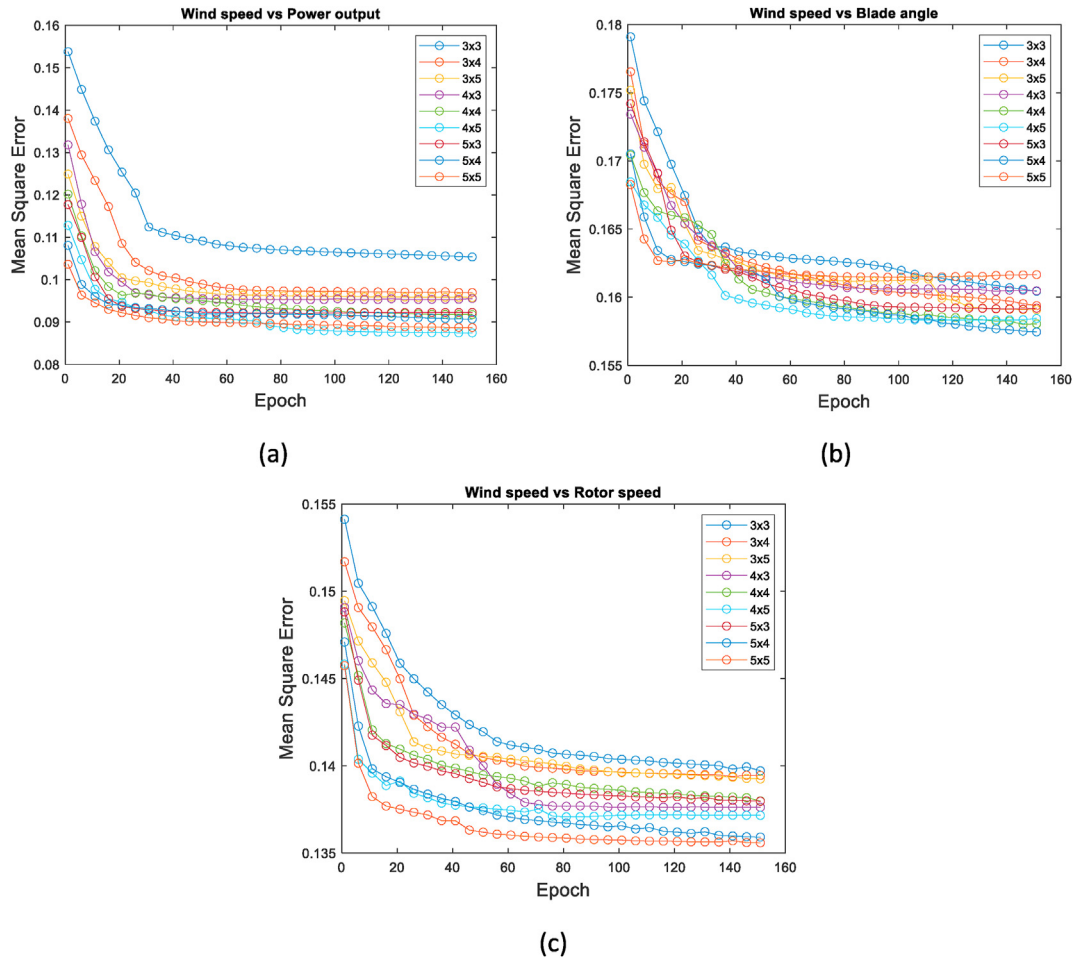 Wind speed vs Power output
0.16
0.15
0.14
0.13
0.12
0.11
0.1
0.09
0.08
Mean Square Error
0 20 40 60 80 100 120 140 160
Epoch
3x3
3x4
3x5
4x3
4x4
4x5
5x3
5x4
5x5
(a)
Wind speed vs Blade angle
0.18
0.175
0.17
0.165
0.16
0.155
Mean Square Error
0 20 40 60 80 100 120 140 160
Epoch
3x3
3x4
3x5
4x3
4x4
4x5
5x3
5x4
5x5
(b)
Wind speed vs Rotor speed
0.155
0.15
0.145
0.14
0.135
Mean Square Error
0 20 40 60 80 100 120 140 160
Epoch
3x3
3x4
3x5
4x3
4x4
4x5
5x3
5x4
5x5
(c)